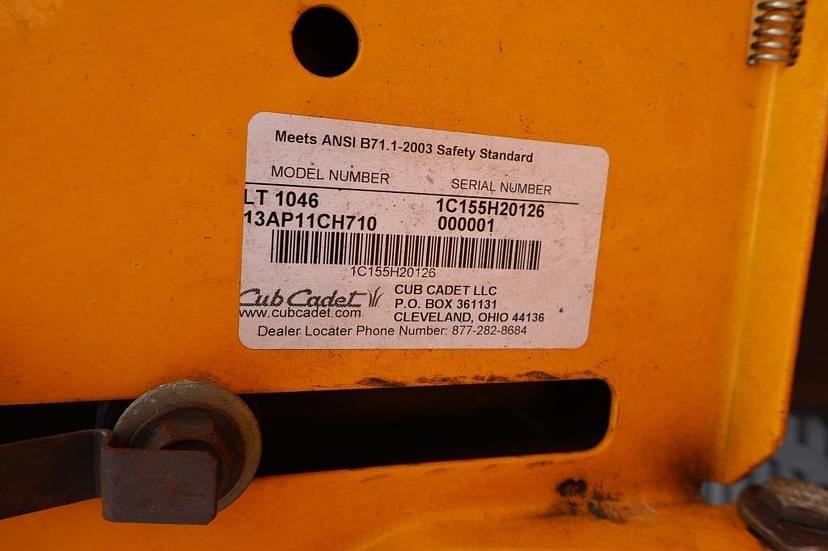 Meets ANSI B71.1-2003 Safety Standard
MODEL NUMBER SERIAL NUMBER
LT 1046 1C155H20126
13AP11CH710 000001
1C155H20126
Cub Cadet CUB CADET LLC
www.cubcadet.com P.O. BOX 361131
CLEVELAND, OHIO 44136
Dealer Locater Phone Number: 877-282-8684